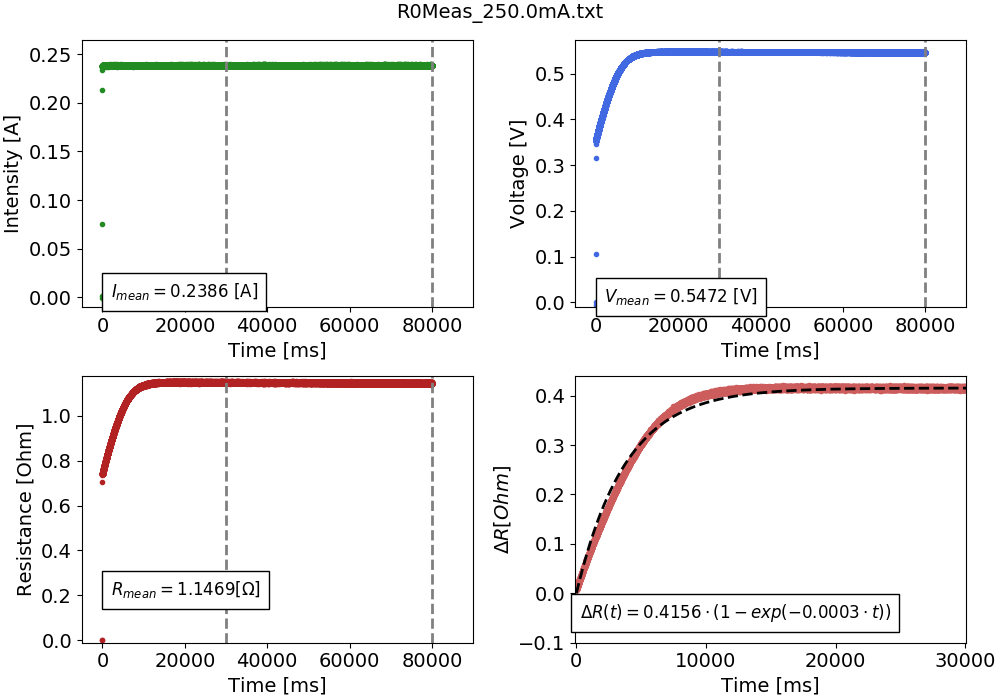 R0Meas_250.0mA.txt
Intensity [A]
0.25
0.20
0.15
0.10
0.05
0.00
I_mean = 0.2386 [A]
0 20000 40000 60000 80000
Time [ms]
Voltage [V]
0.5
0.4
0.3
0.2
0.1
0.0
V_mean = 0.5472 [V]
0 20000 40000 60000 80000
Time [ms]
Resistance [Ohm]
1.0
0.8
0.6
0.4
0.2
0.0
R_mean = 1.1469[Ω]
0 20000 40000 60000 80000
Time [ms]
ΔR[Ohm]
0.4
0.3
0.2
0.1
0.0
−0.1
ΔR(t) = 0.4156 · (1 − exp(−0.0003 · t))
0 10000 20000 30000
Time [ms]